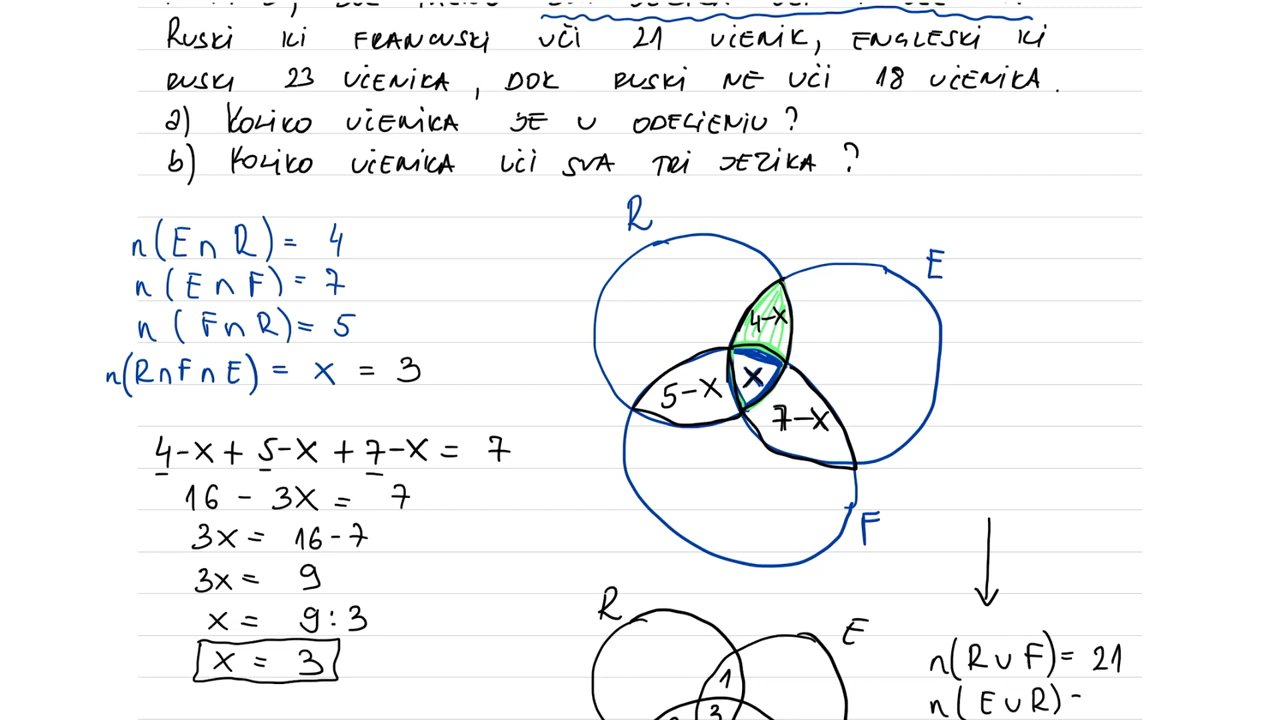 RUSKI ILI FRANCUSKI UČI 21 UČENIK, ENGLESKI ILI
RUSKI 23 UČENIKA, DOK RUSKI NE UČI 18 UČENIKA.
a) KOLIKO UČENIKA JE U ODELJENJU?
b) KOLIKO UČENIKA UČI SVA TRI JEZIKA?
R
E
n(E∩R) = 4
n(E∩F) = 7
n(F∩R) = 5
n(R∩F∩E) = x = 3
4-x
x
5-x
7-x
F
4-x + 5-x + 7-x = 7
16 - 3x = 7
3x = 16-7
3x = 9
x = 9:3
x = 3
R
E
1
3
n(R∪F) = 21
n(E∪R) =